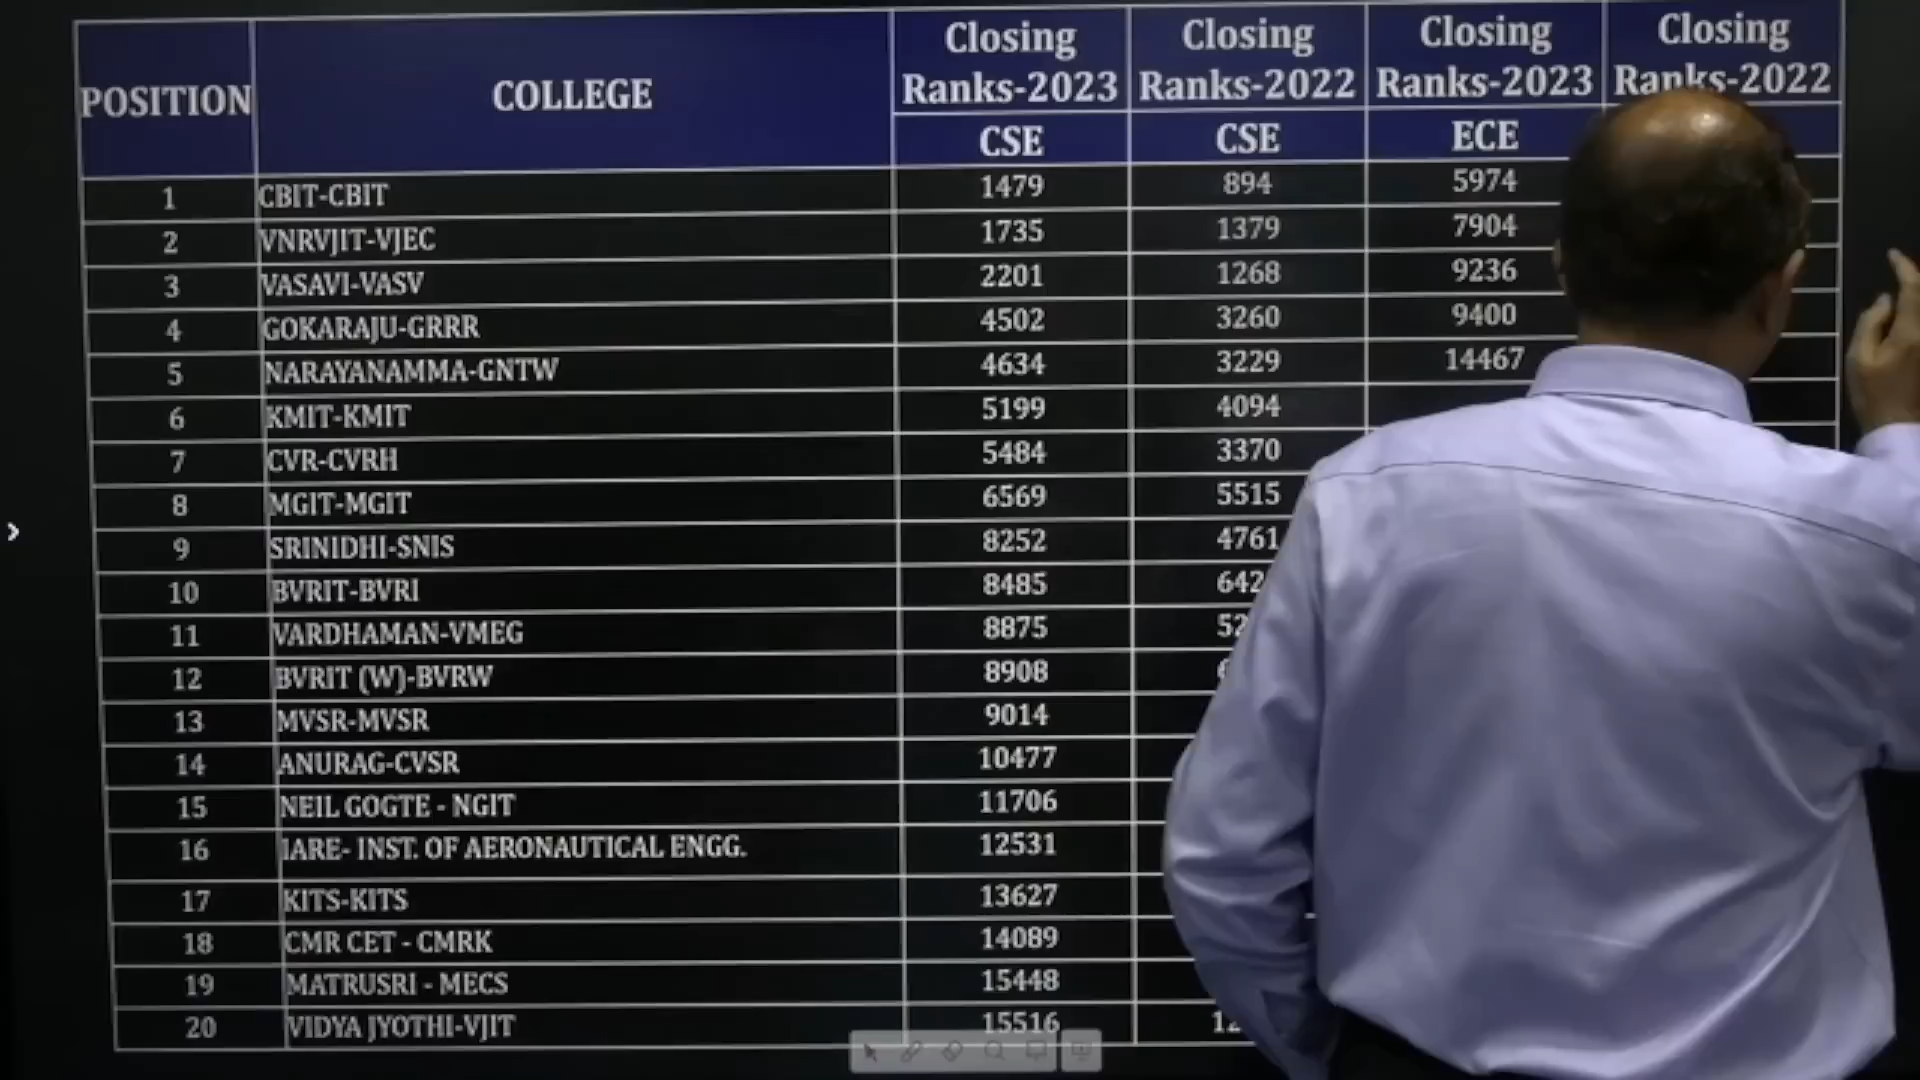 POSITION COLLEGE Closing Ranks-2023 Closing Ranks-2022 Closing Ranks-2023 Closing Ranks-2022
CSE CSE ECE
1 CBIT-CBIT 1479 894 5974
2 VNRVJIT-VJEC 1735 1379 7904
3 VASAVI-VASV 2201 1268 9236
4 GOKARAJU-GRRR 4502 3260 9400
5 NARAYANAMMA-GNTW 4634 3229 14467
6 KMIT-KMIT 5199 4094
7 CVR-CVRH 5484 3370
8 MGIT-MGIT 6569 5515
9 SRINIDHI-SNIS 8252 4761
10 BVRIT-BVRI 8485
11 VARDHAMAN-VMEG 8875
12 BVRIT (W)-BVRW 8908
13 MVSR-MVSR 9014
14 ANURAG-CVSR 10477
15 NEIL GOGTE - NGIT 11706
16 IARE- INST. OF AERONAUTICAL ENGG. 12531
17 KITS-KITS 13627
18 CMR CET - CMRK 14089
19 MATRUSRI - MECS 15448
20 VIDYA JYOTHI-VJIT 15516